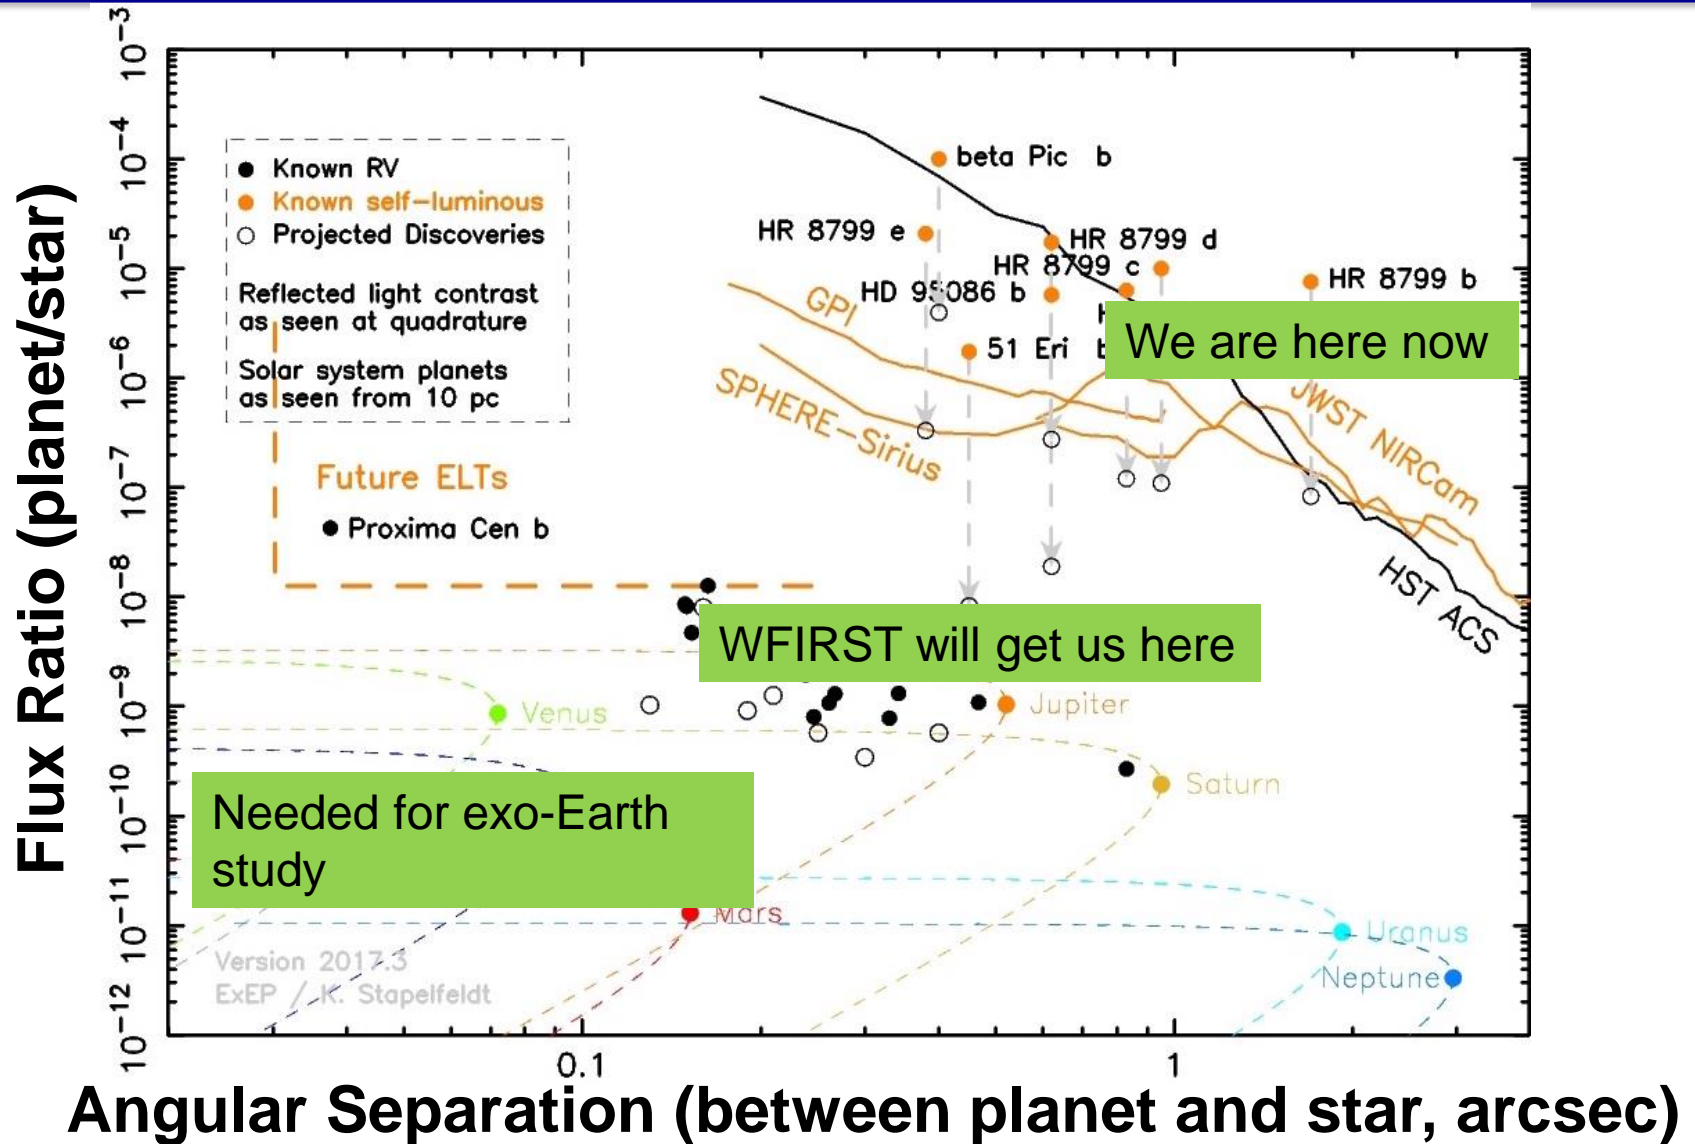 Flux Ratio (planet/star)
10−3
10−4
10−5
10−6
10−7
10−8
10−9
10−10
10−11
10−12
Known RV
Known self−luminous
Projected Discoveries
Reflected light contrast
as seen at quadrature
Solar system planets
as seen from 10 pc
beta Pic b
HR 8799 e
HR 8799 d
HR 8799 c
HD 95086 b
HR 8799 b
51 Eri b
GPI
SPHERE−Sirius
We are here now
JWST NIRCam
HST ACS
Future ELTs
Proxima Cen b
WFIRST will get us here
Venus
Jupiter
Saturn
Needed for exo-Earth
study
Mars
Uranus
Neptune
Version 2017.3
ExEP / K. Stapelfeldt
0.1
1
Angular Separation (between planet and star, arcsec)